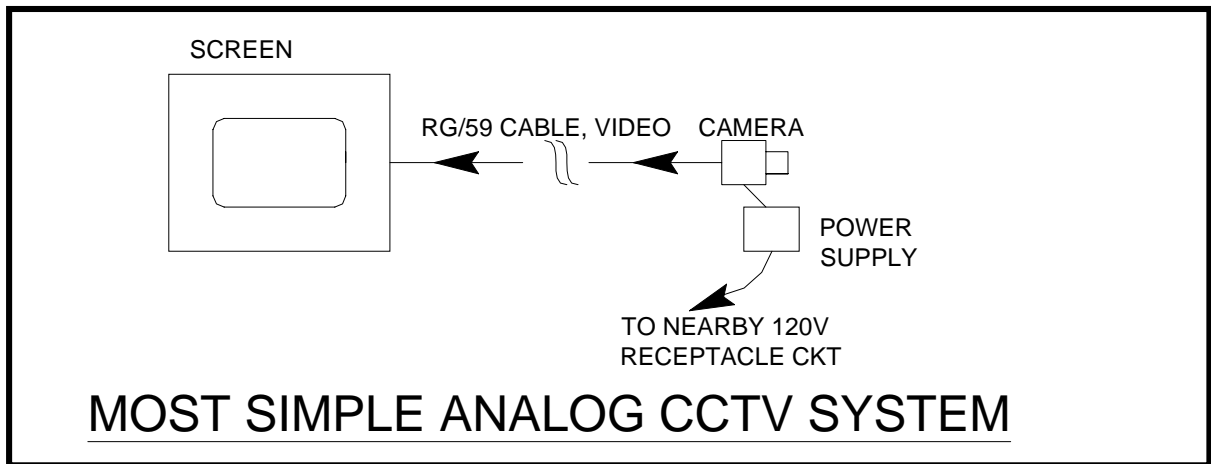 SCREEN
RG/59 CABLE, VIDEO
CAMERA
POWER
SUPPLY
TO NEARBY 120V
RECEPTACLE CKT
MOST SIMPLE ANALOG CCTV SYSTEM